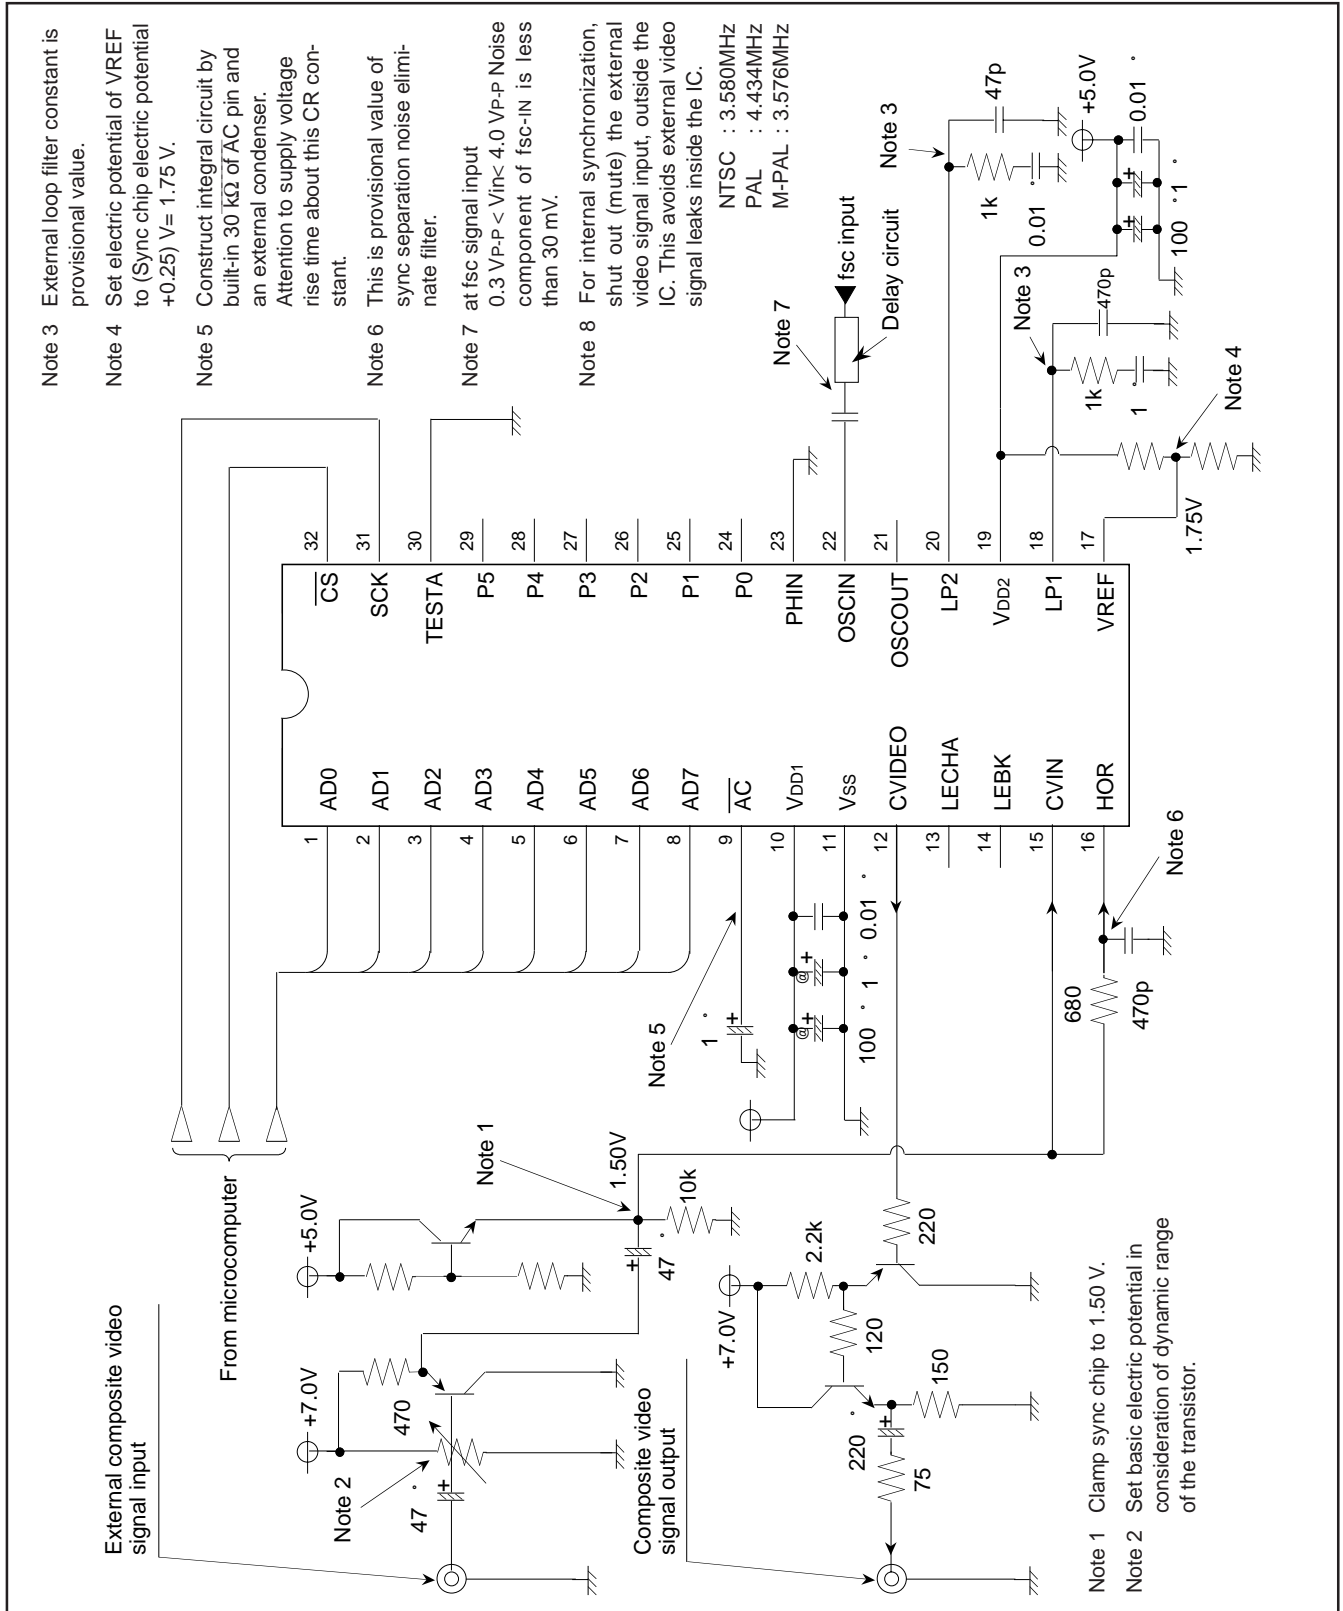 External composite video
signal input
+7.0V
470
Note 2
47
+
+5.0V
Note 1
1.50V
+
47
10k
From microcomputer
Composite video
signal output
+7.0V
2.2k
120
220
150
220
+
75
Note 5
1
+
@
+
@
+
100
1
0.01
680
470p
Note 6
1 AD0
2 AD1
3 AD2
4 AD3
5 AD4
6 AD5
7 AD6
8 AD7
9 AC
10 VDD1
11 VSS
12 CVIDEO
13 LECHA
14 LEBK
15 CVIN
16 HOR
CS 32
SCK 31
TESTA 30
P5 29
P4 28
P3 27
P2 26
P1 25
P0 24
PHIN 23
OSCIN 22
OSCOUT 21
LP2 20
VDD2 19
LP1 18
VREF 17
Note 7
fsc input
Delay circuit
Note 3
47p
1k
0.01
+5.0V
0.01
+
+
100
1
Note 3
470p
1k
1
Note 4
1.75V
Note 1 Clamp sync chip to 1.50 V.
Note 2 Set basic electric potential in
consideration of dynamic range
of the transistor.
Note 3 External loop filter constant is
provisional value.
Note 4 Set electric potential of VREF
to (Sync chip electric potential
+0.25) V= 1.75 V.
Note 5 Construct integral circuit by
built-in 30 kΩ of AC pin and
an external condenser.
Attention to supply voltage
rise time about this CR con-
stant.
Note 6 This is provisional value of
sync separation noise elimi-
nate filter.
Note 7 at fsc signal input
0.3 VP-P < Vin< 4.0 VP-P Noise
component of fsc-IN is less
than 30 mV.
Note 8 For internal synchronization,
shut out (mute) the external
video signal input, outside the
IC. This avoids external video
signal leaks inside the IC.
NTSC : 3.580MHz
PAL : 4.434MHz
M-PAL : 3.576MHz